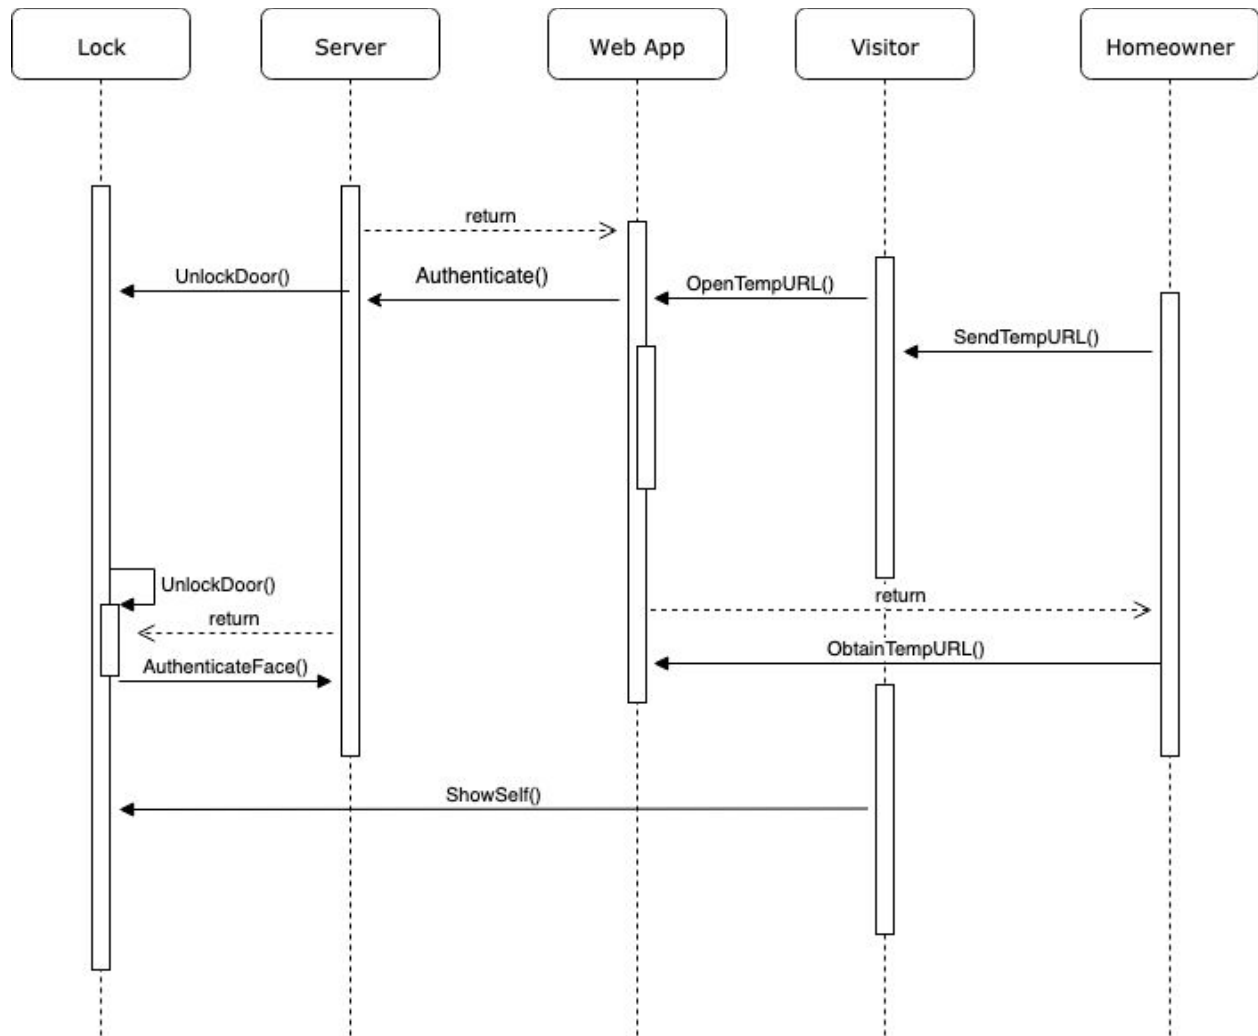 Lock
Server
Web App
Visitor
Homeowner
return
UnlockDoor()
Authenticate()
OpenTempURL()
SendTempURL()
UnlockDoor()
return
return
ObtainTempURL()
AuthenticateFace()
ShowSelf()